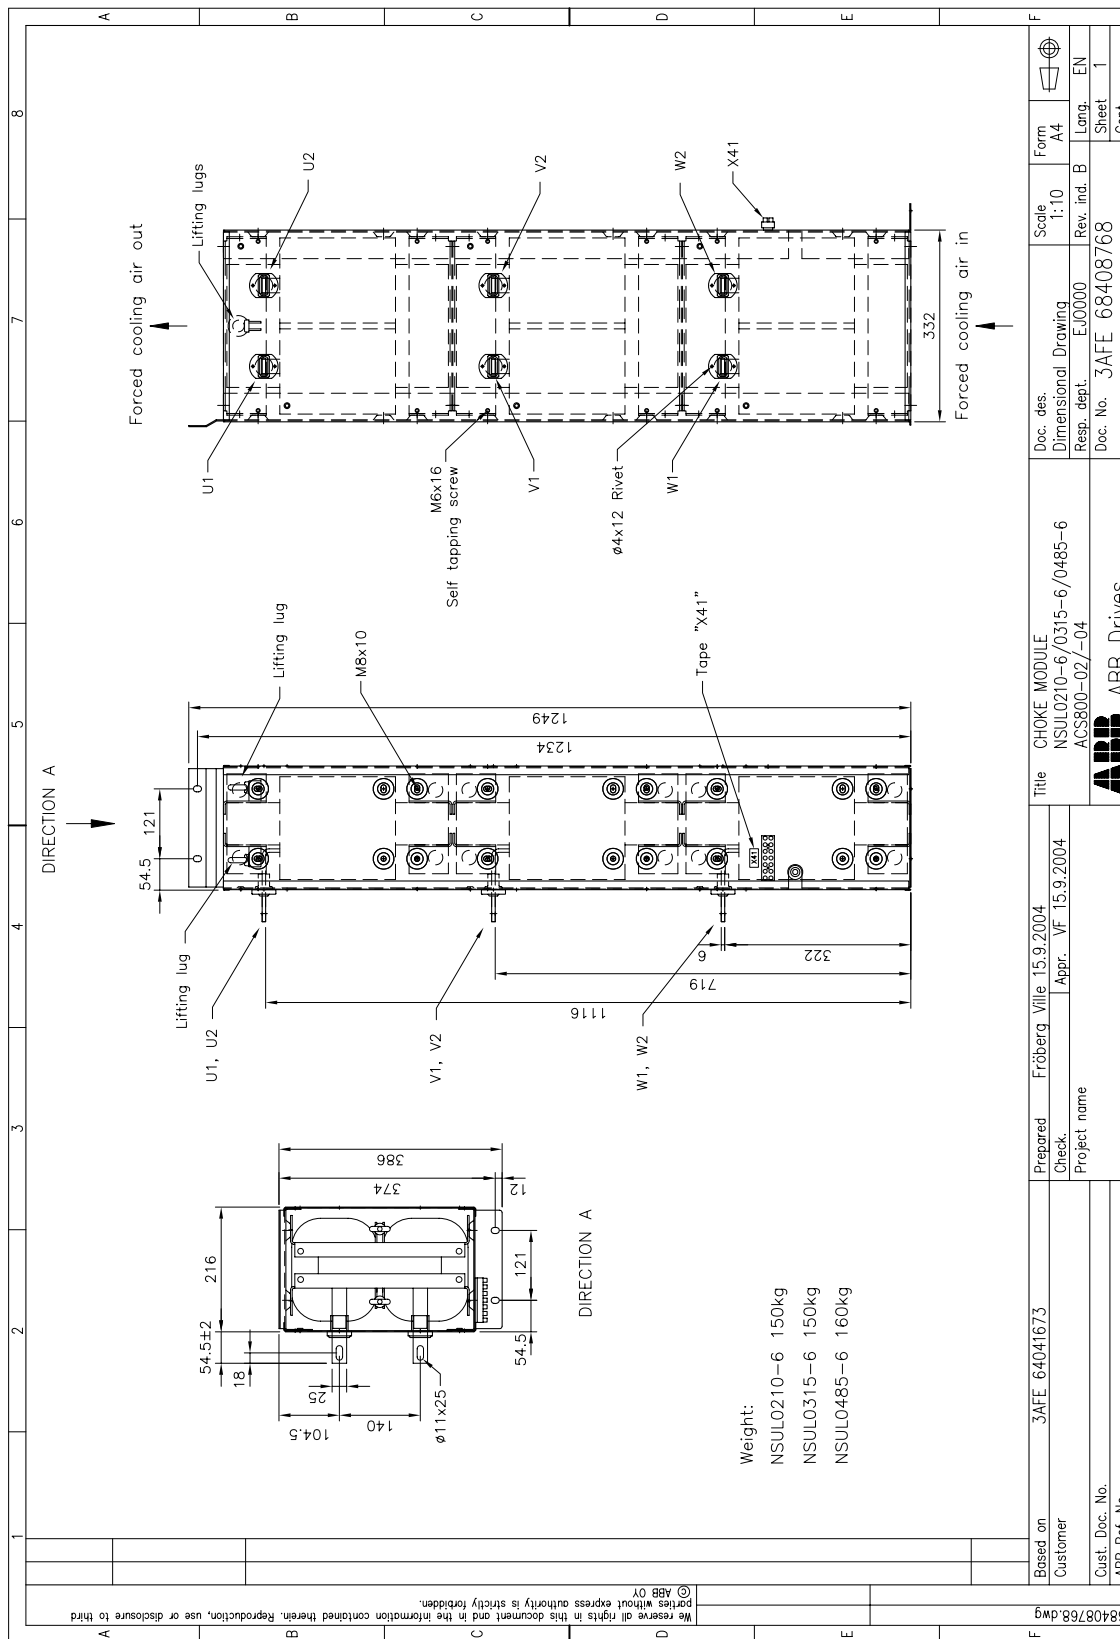 1 2 3 4 5 6 7 8
A B C D E F
Forced cooling air out
Lifting lugs
U1
U2
M6x16
Self tapping screw
V1
V2
ø4x12 Rivet
W1
W2
X41
332
Forced cooling air in
DIRECTION A
54.5
121
Lifting lug
Lifting lug
M8x10
1249
1234
Tape "X41"
X41
U1, U2
V1, V2
W1, W2
6
322
719
1116
386
374
12
216
54.5±2
18
25
104.5
140
ø11x25
121
54.5
DIRECTION A
Weight:
NSUL0210-6 150kg
NSUL0315-6 150kg
NSUL0485-6 160kg
We reserve all rights in this document and in the information contained therein. Reproduction, use or disclosure to third
parties without express authority is strictly forbidden.
© ABB OY
68408768.dwg
A B C D E F
Based on 3AFE 64041673
Customer
Cust. Doc. No.
Prepared Fröberg Ville 15.9.2004
Check. Appr. VF 15.9.2004
Project name
Title CHOKE MODULE
NSUL0210-6/0315-6/0485-6
ACS800-02/-04
ABB ABB Drives
Doc. des. Dimensional Drawing
Scale 1:10
Form A4
Resp. dept. EJ0000
Rev. ind. B
Lang. EN
Doc. No. 3AFE 68408768
Sheet 1